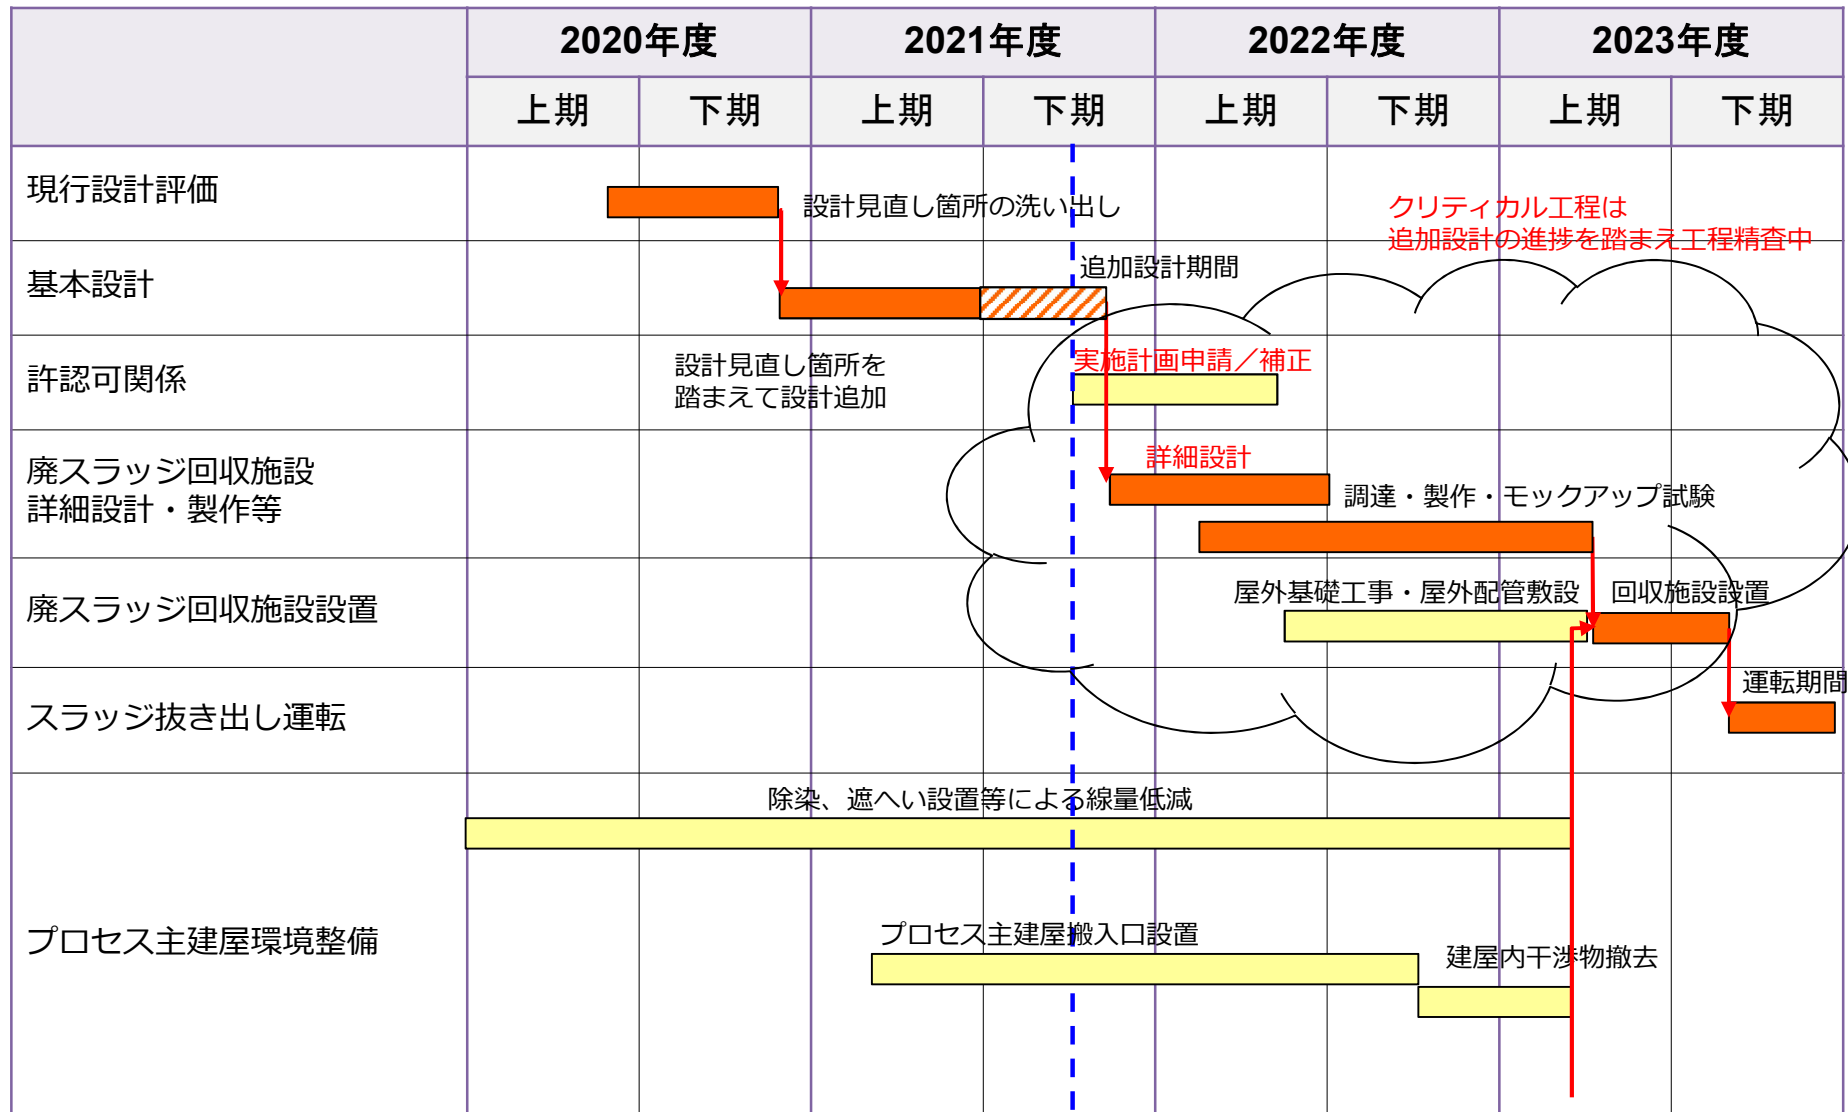 2020年度 2021年度 2022年度 2023年度
上期 下期 上期 下期 上期 下期 上期 下期
現行設計評価
設計見直し箇所の洗い出し
クリティカル工程は
追加設計の進捗を踏まえ工程精査中
基本設計
追加設計期間
許認可関係
設計見直し箇所を
踏まえて設計追加
実施計画申請／補正
廃スラッジ回収施設
詳細設計・製作等
詳細設計
調達・製作・モックアップ試験
廃スラッジ回収施設設置
屋外基礎工事・屋外配管敷設
回収施設設置
スラッジ抜き出し運転
運転期間
除染、遮へい設置等による線量低減
プロセス主建屋環境整備
プロセス主建屋搬入口設置
建屋内干渉物撤去